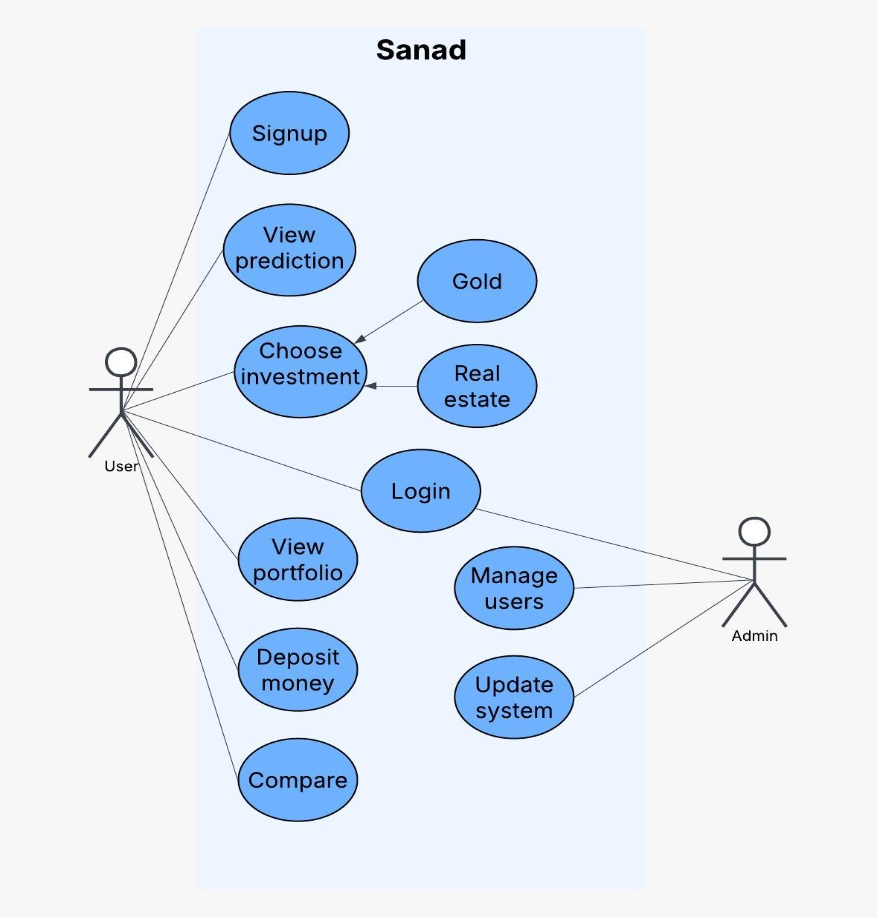 Sanad
Signup
View
prediction
Gold
Choose
investment
Real
estate
User
Login
View
portfolio
Manage
users
Admin
Deposit
money
Update
system
Compare